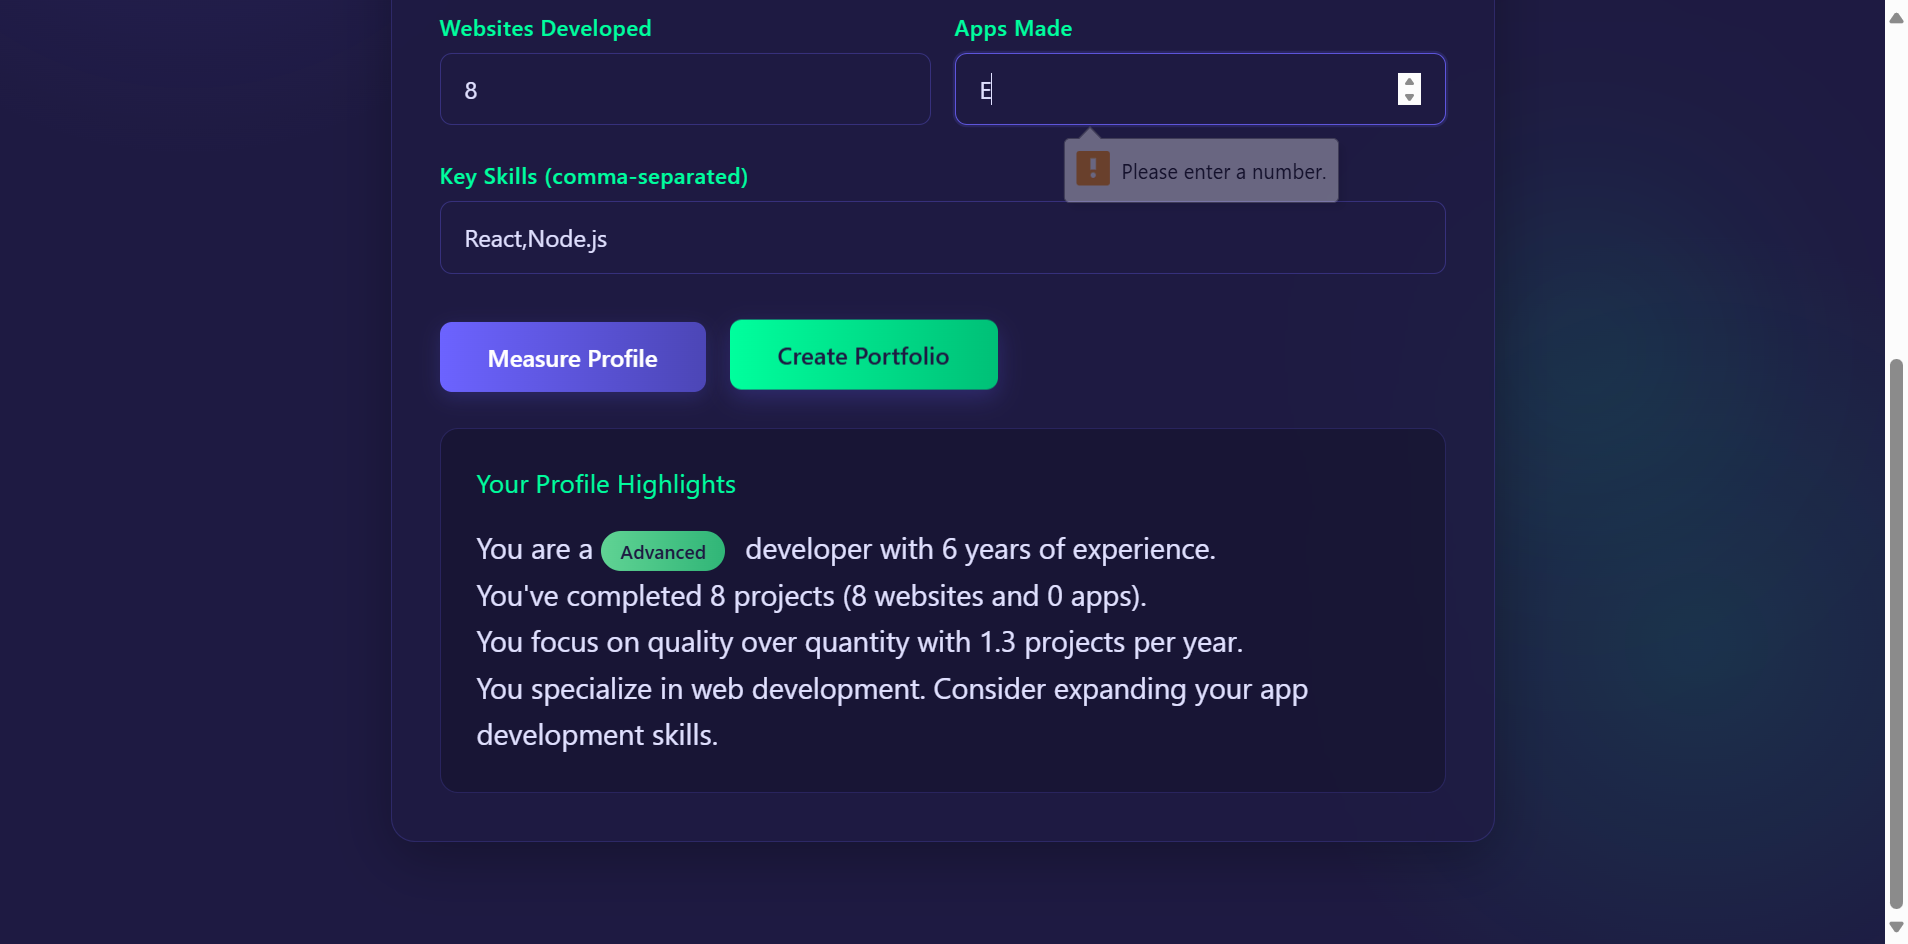 Websites Developed
Apps Made
8
E
Please enter a number.
Key Skills (comma-separated)
React,Node.js
Measure Profile
Create Portfolio
Your Profile Highlights
You are a Advanced developer with 6 years of experience.
You've completed 8 projects (8 websites and 0 apps).
You focus on quality over quantity with 1.3 projects per year.
You specialize in web development. Consider expanding your app
development skills.